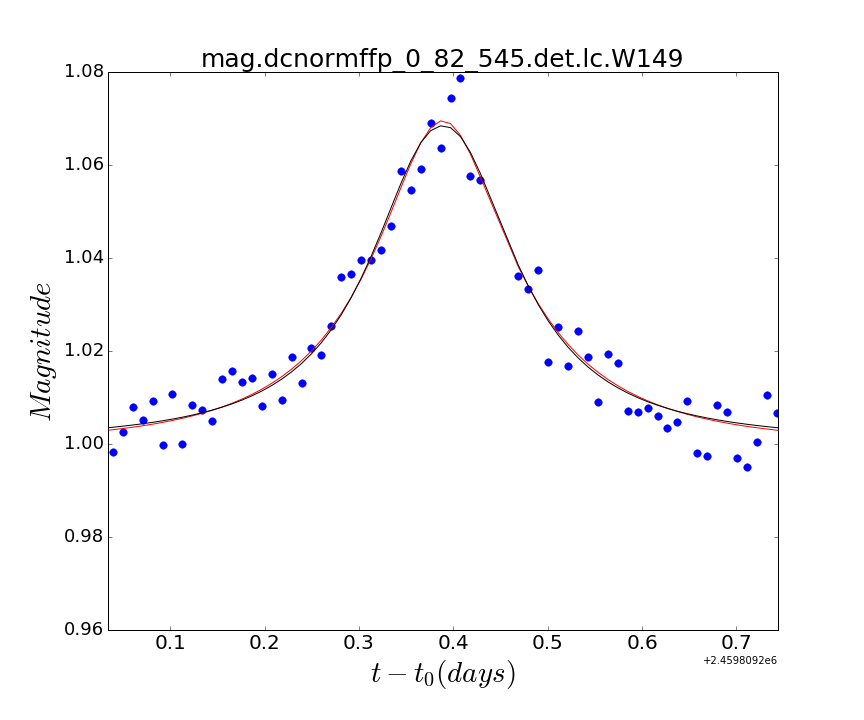 mag.dcnormffp_0_82_545.det.lc.W149
1.08
1.06
1.04
1.02
1.00
0.98
0.96
Magnitude
0.1 0.2 0.3 0.4 0.5 0.6 0.7
+2.4598092e6
t − t₀(days)